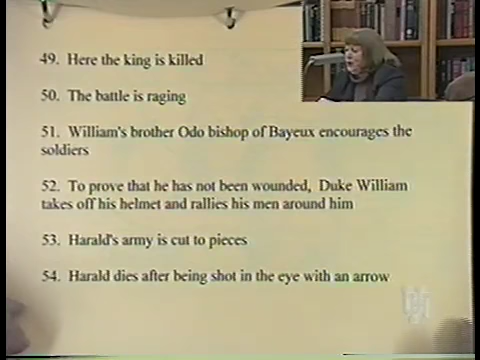 49. Here the king is killed
50. The battle is raging
51. William's brother Odo bishop of Bayeux encourages the
soldiers
52. To prove that he has not been wounded, Duke William
takes off his helmet and rallies his men around him
53. Harald's army is cut to pieces
54. Harald dies after being shot in the eye with an arrow